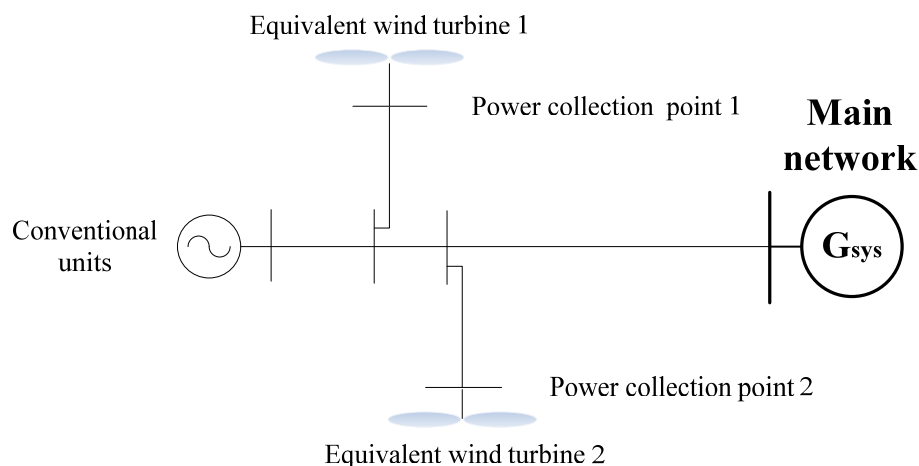 Equivalent wind turbine 1
Power collection point 1
Main
network
Conventional
units
Gsys
Power collection point 2
Equivalent wind turbine 2